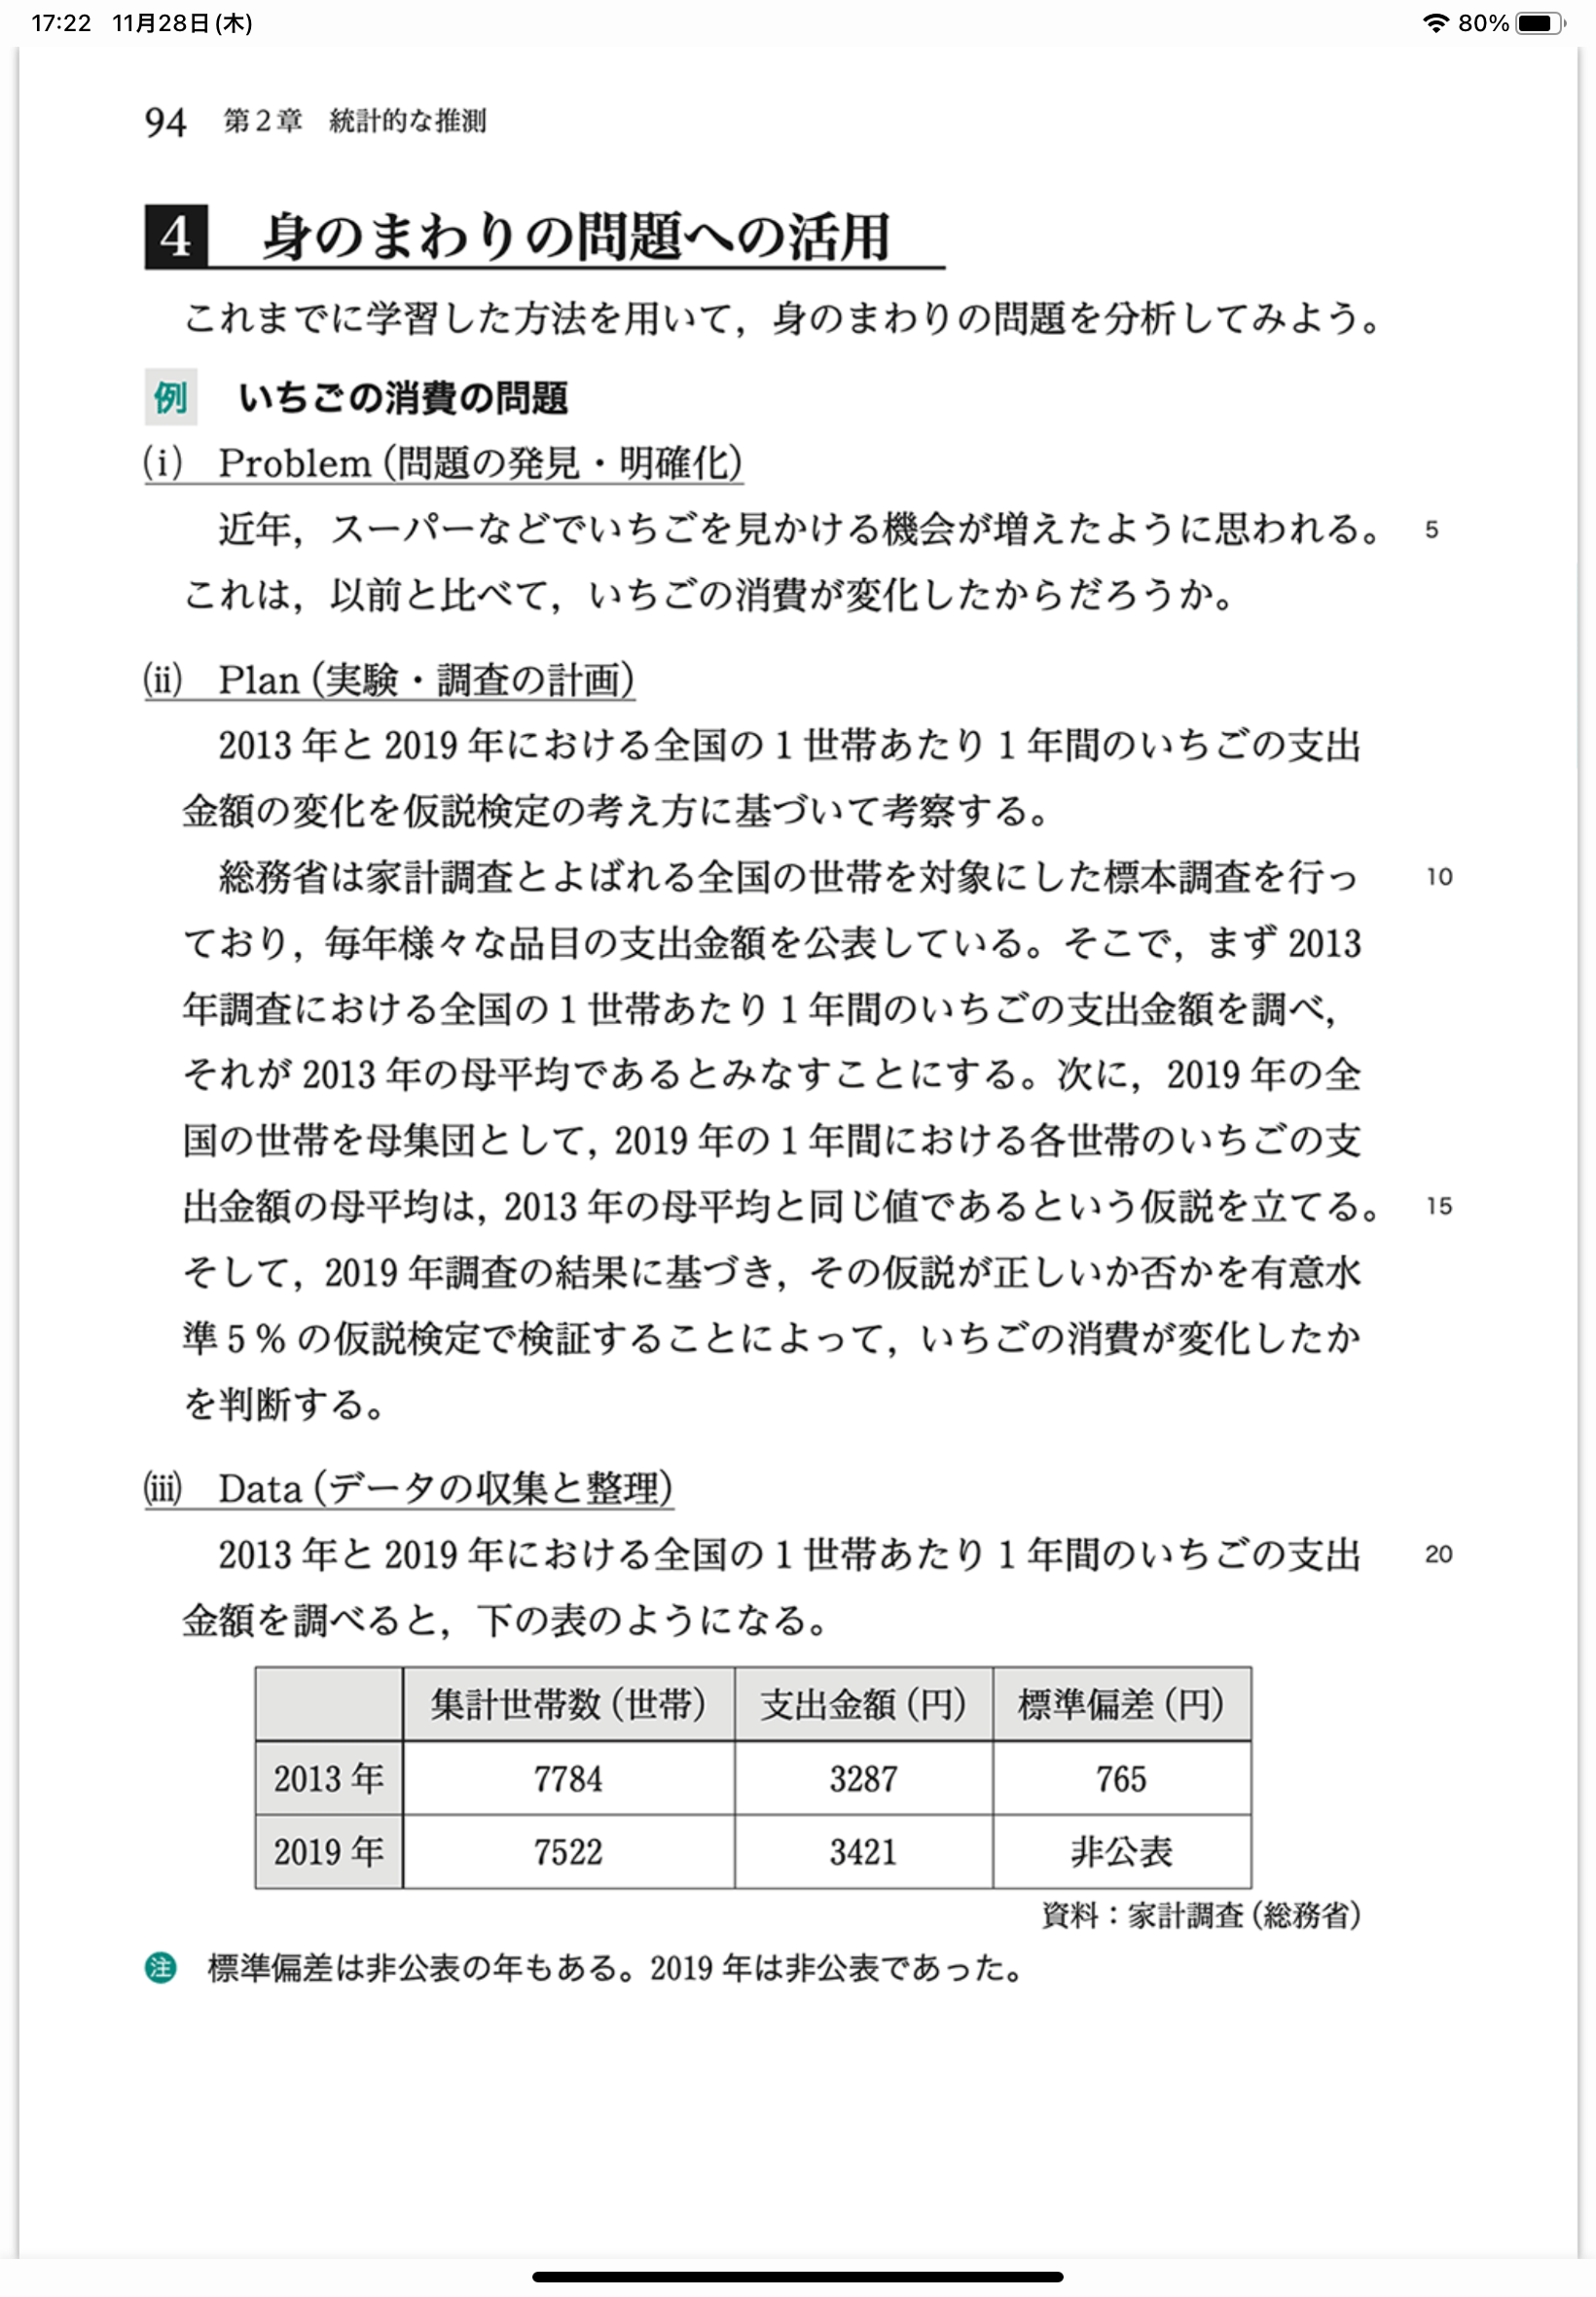 17:22 11月28日(木) 80%
94 第2章 統計的な推測
4 身のまわりの問題への活用
これまでに学習した方法を用いて，身のまわりの問題を分析してみよう。
例 いちごの消費の問題
(i) Problem (問題の発見・明確化)
近年，スーパーなどでいちごを見かける機会が増えたように思われる。 5
これは，以前と比べて，いちごの消費が変化したからだろうか。
(ii) Plan (実験・調査の計画)
2013 年と 2019 年における全国の 1 世帯あたり 1 年間のいちごの支出
金額の変化を仮説検定の考え方に基づいて考察する。
総務省は家計調査とよばれる全国の世帯を対象にした標本調査を行っ 10
ており，毎年様々な品目の支出金額を公表している。そこで，まず 2013
年調査における全国の 1 世帯あたり 1 年間のいちごの支出金額を調べ，
それが 2013 年の母平均であるとみなすことにする。次に，2019 年の全
国の世帯を母集団として，2019 年の 1 年間における各世帯のいちごの支
出金額の母平均は，2013 年の母平均と同じ値であるという仮説を立てる。 15
そして，2019 年調査の結果に基づき，その仮説が正しいか否かを有意水
準 5 % の仮説検定で検証することによって，いちごの消費が変化したか
を判断する。
(iii) Data (データの収集と整理)
2013 年と 2019 年における全国の 1 世帯あたり 1 年間のいちごの支出 20
金額を調べると，下の表のようになる。
集計世帯数 (世帯) 支出金額 (円) 標準偏差 (円)
2013 年 7784 3287 765
2019 年 7522 3421 非公表
資料：家計調査 (総務省)
注 標準偏差は非公表の年もある。2019 年は非公表であった。